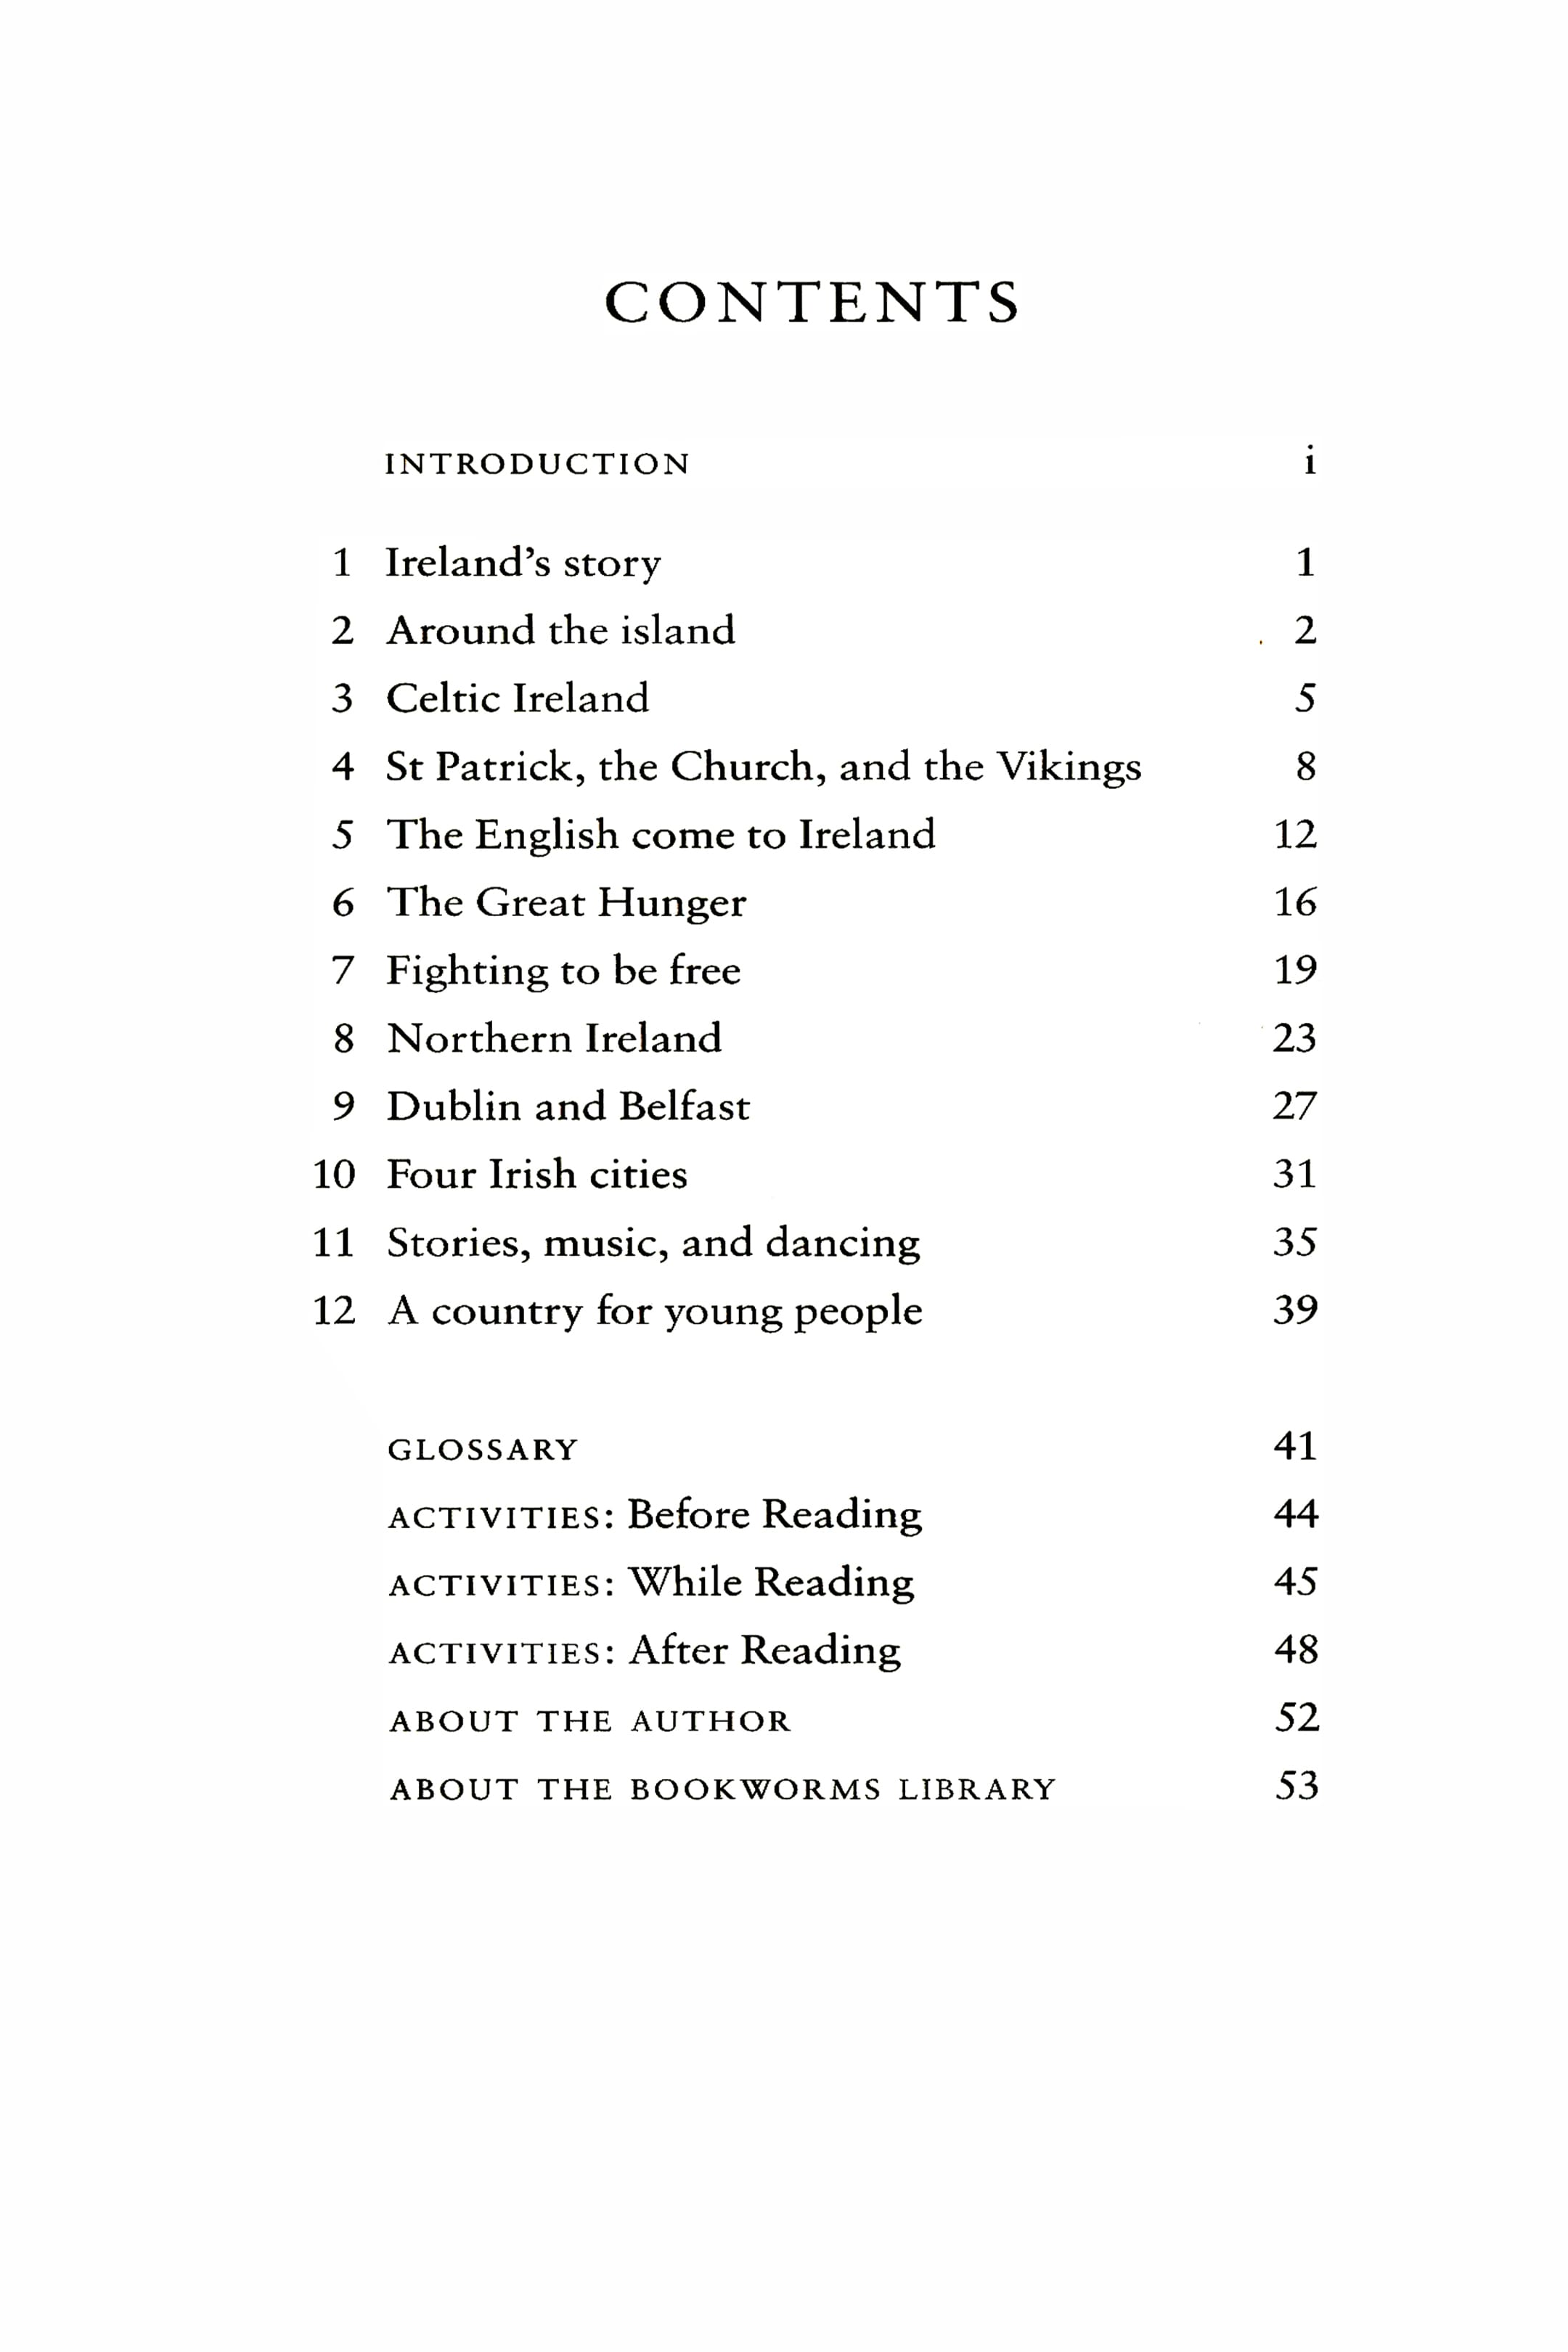 CONTENTS
INTRODUCTION i
1 Ireland's story 1
2 Around the island 2
3 Celtic Ireland 5
4 St Patrick, the Church, and the Vikings 8
5 The English come to Ireland 12
6 The Great Hunger 16
7 Fighting to be free 19
8 Northern Ireland 23
9 Dublin and Belfast 27
10 Four Irish cities 31
11 Stories, music, and dancing 35
12 A country for young people 39
GLOSSARY 41
ACTIVITIES: Before Reading 44
ACTIVITIES: While Reading 45
ACTIVITIES: After Reading 48
ABOUT THE AUTHOR 52
ABOUT THE BOOKWORMS LIBRARY 53